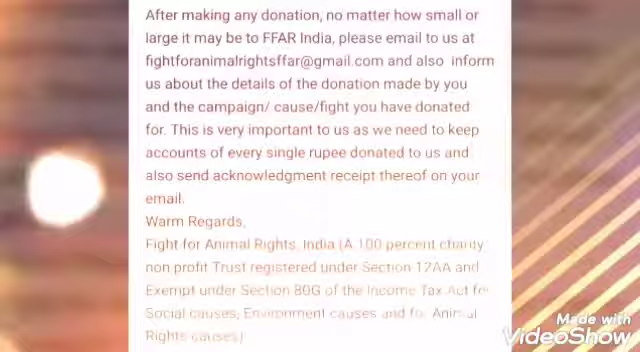 After making any donation, no matter how small or
large it may be to FFAR India, please email to us at
fightforanimalrightsffar@gmail.com and also inform
us about the details of the donation made by you
and the campaign/ cause/fight you have donated
for. This is very important to us as we need to keep
accounts of every single rupee donated to us and
also send acknowledgment receipt thereof on your
email.
Warm Regards,
Fight for Animal Rights, India (A 100 percent charity
non profit Trust registered under Section 12AA and
Exempt under Section 80G of the Income Tax Act for
Social causes, Environment causes and for Animal
Rights causes)
Made with
VideoShow